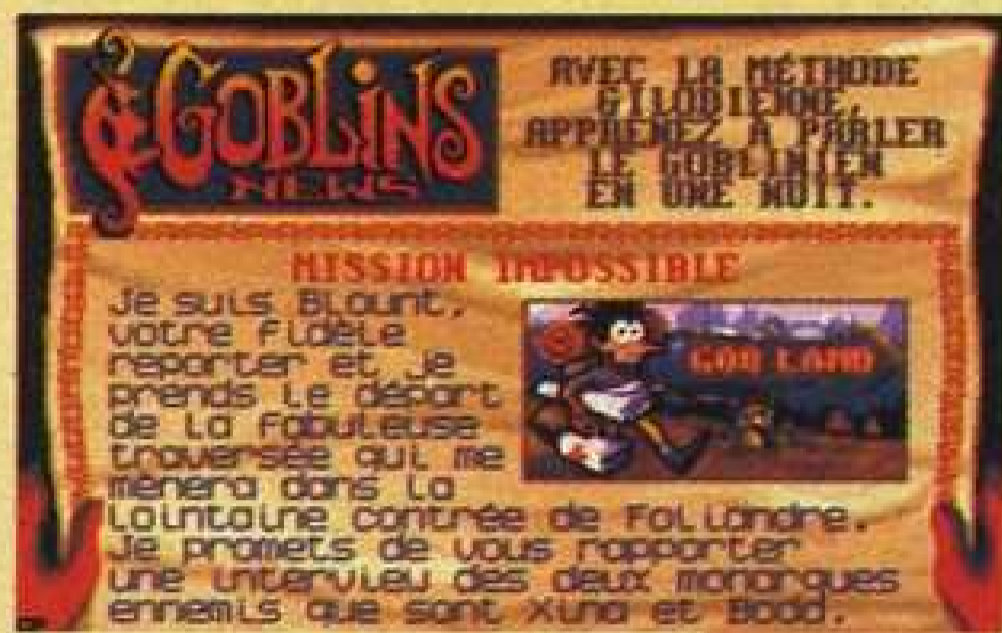 GOBLINS
NEWS
AVEC LA MÉTHODE
GILODIENNE,
APPRENEZ À PARLER
LE GOBLINIEN
EN UNE NUIT.
MISSION IMPOSSIBLE
Je suis Blount,
votre fidèle
reporter et je
prends le départ
de la fabuleuse
traversée qui me
mènera dans la
lointaine contrée de Foliandre.
Je promets de vous rapporter
une interview des deux monarques
ennemis que sont Xina et Bodd.
GOB LAND